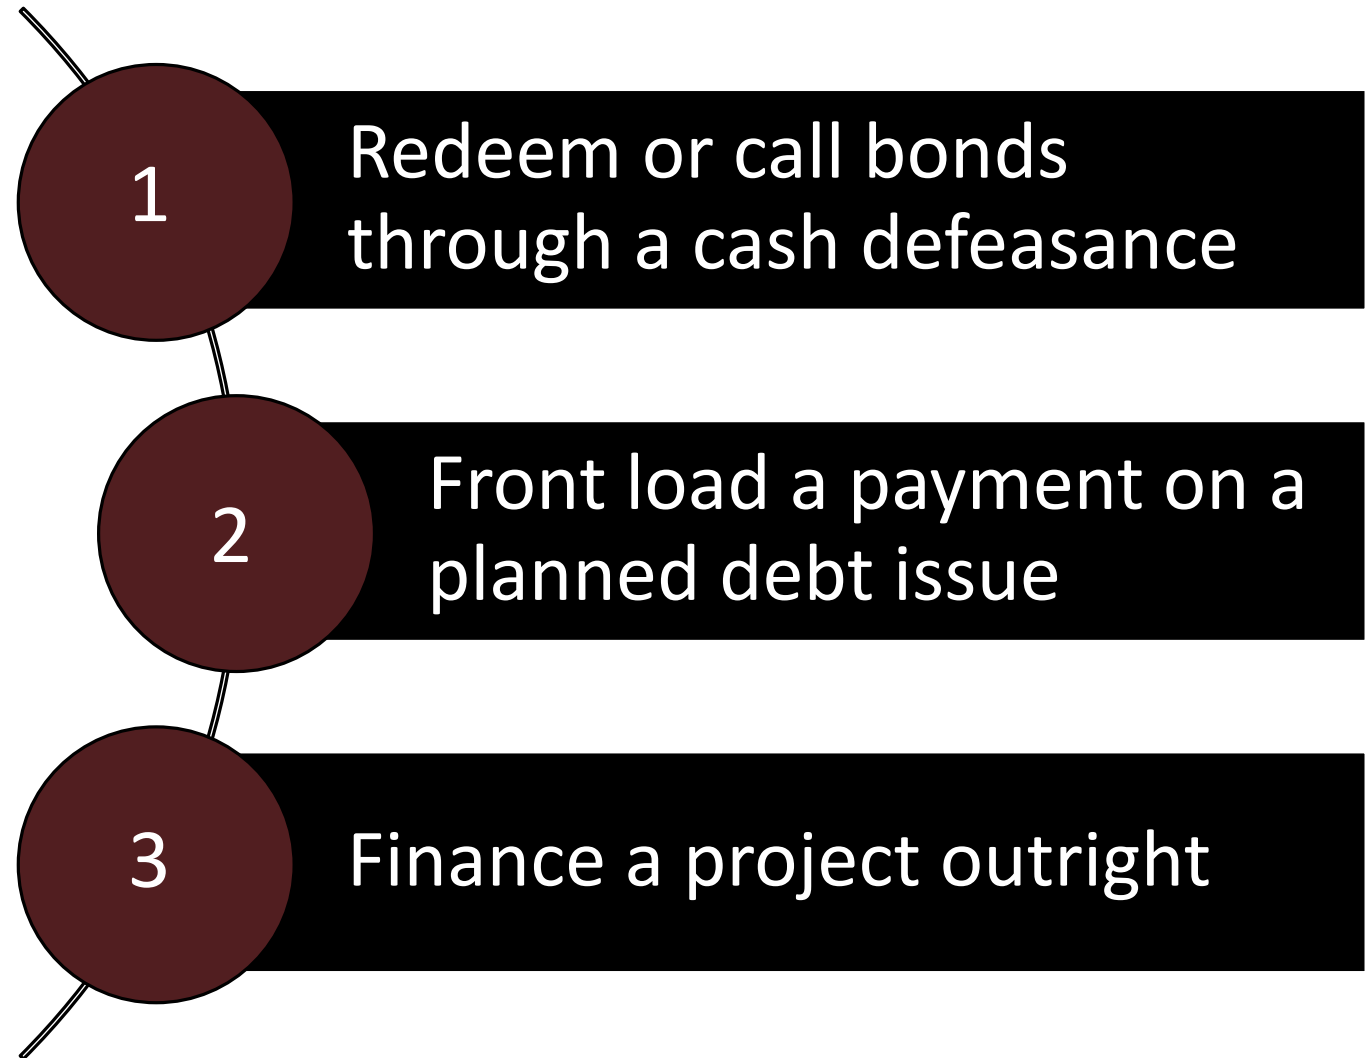 1
Redeem or call bonds
through a cash defeasance
2
Front load a payment on a
planned debt issue
3
Finance a project outright